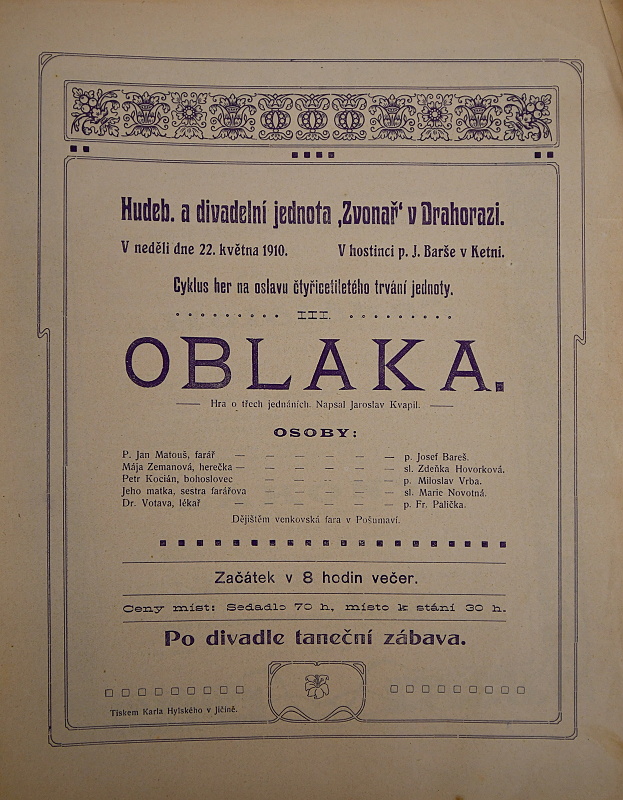 Hudeb. a divadelní jednota ‚Zvonař‘ v Drahorazi.
V neděli dne 22. května 1910. V hostinci p. J. Barše v Ketni.
Cyklus her na oslavu čtyřicetiletého trvání jednoty.
III.
OBLAKA.
Hra o třech jednáních. Napsal Jaroslav Kvapil.
OSOBY:
P. Jan Matouš, farář — — — — — — p. Josef Bareš.
Mája Zemanová, herečka — — — — — — sl. Zdeňka Hovorková.
Petr Kocián, bohoslovec — — — — — — p. Miloslav Vrba.
Jeho matka, sestra farářova — — — — — sl. Marie Novotná.
Dr. Votava, lékař — — — — — — p. Fr. Palička.
Dějištěm venkovská fara v Pošumaví.
Začátek v 8 hodin večer.
Ceny míst: Sedadlo 70 h, místo k stání 30 h.
Po divadle taneční zábava.
Tiskem Karla Hylského v Jičíně.